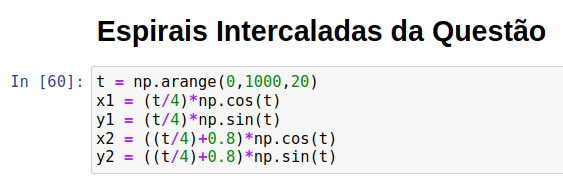 Espirais Intercaladas da Questão
In [60]: t = np.arange(0,1000,20)
x1 = (t/4)*np.cos(t)
y1 = (t/4)*np.sin(t)
x2 = ((t/4)+0.8)*np.cos(t)
y2 = ((t/4)+0.8)*np.sin(t)